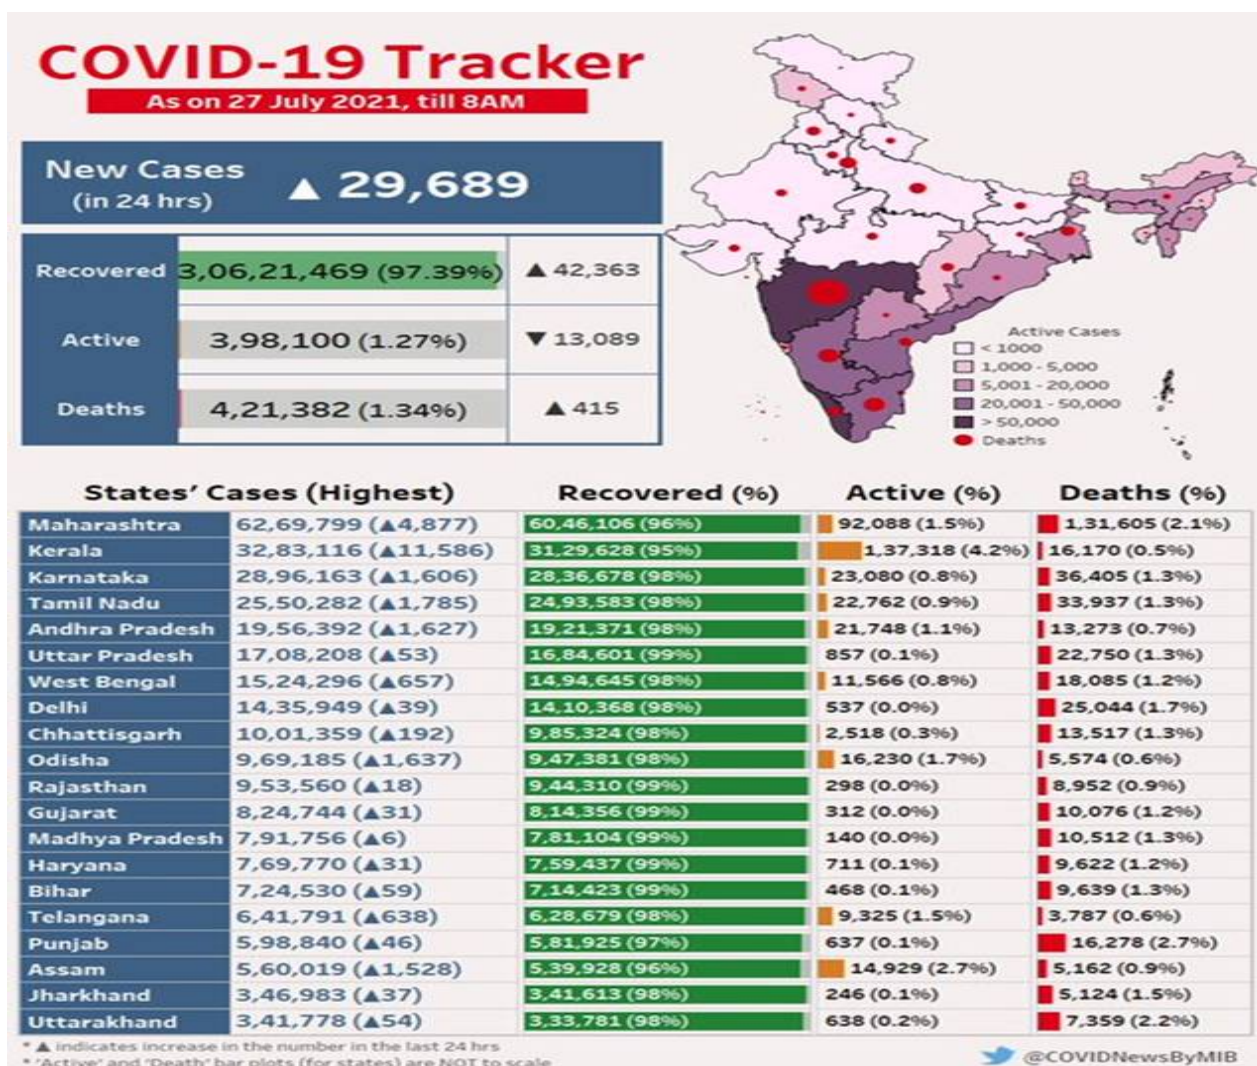 COVID-19 Tracker
As on 27 July 2021, till 8AM
New Cases
(in 24 hrs)
▲ 29,689
Recovered 3,06,21,469 (97.39%) ▲ 42,363
Active 3,98,100 (1.27%) ▼ 13,089
Deaths 4,21,382 (1.34%) ▲ 415
Active Cases
< 1000
1,000 - 5,000
5,001 - 20,000
20,001 - 50,000
> 50,000
Deaths
States' Cases (Highest) Recovered (%) Active (%) Deaths (%)
Maharashtra 62,69,799 (▲4,877) 60,46,106 (96%) 92,088 (1.5%) 1,31,605 (2.1%)
Kerala 32,83,116 (▲11,586) 31,29,628 (95%) 1,37,318 (4.2%) 16,170 (0.5%)
Karnataka 28,96,163 (▲1,606) 28,36,678 (98%) 23,080 (0.8%) 36,405 (1.3%)
Tamil Nadu 25,50,282 (▲1,785) 24,93,583 (98%) 22,762 (0.9%) 33,937 (1.3%)
Andhra Pradesh 19,56,392 (▲1,627) 19,21,371 (98%) 21,748 (1.1%) 13,273 (0.7%)
Uttar Pradesh 17,08,208 (▲53) 16,84,601 (99%) 857 (0.1%) 22,750 (1.3%)
West Bengal 15,24,296 (▲657) 14,94,645 (98%) 11,566 (0.8%) 18,085 (1.2%)
Delhi 14,35,949 (▲39) 14,10,368 (98%) 537 (0.0%) 25,044 (1.7%)
Chhattisgarh 10,01,359 (▲192) 9,85,324 (98%) 2,518 (0.3%) 13,517 (1.3%)
Odisha 9,69,185 (▲1,637) 9,47,381 (98%) 16,230 (1.7%) 5,574 (0.6%)
Rajasthan 9,53,560 (▲18) 9,44,310 (99%) 298 (0.0%) 8,952 (0.9%)
Gujarat 8,24,744 (▲31) 8,14,356 (99%) 312 (0.0%) 10,076 (1.2%)
Madhya Pradesh 7,91,756 (▲6) 7,81,104 (99%) 140 (0.0%) 10,512 (1.3%)
Haryana 7,69,770 (▲31) 7,59,437 (99%) 711 (0.1%) 9,622 (1.2%)
Bihar 7,24,530 (▲59) 7,14,423 (99%) 468 (0.1%) 9,639 (1.3%)
Telangana 6,41,791 (▲638) 6,28,679 (98%) 9,325 (1.5%) 3,787 (0.6%)
Punjab 5,98,840 (▲46) 5,81,925 (97%) 637 (0.1%) 16,278 (2.7%)
Assam 5,60,019 (▲1,528) 5,39,928 (96%) 14,929 (2.7%) 5,162 (0.9%)
Jharkhand 3,46,983 (▲37) 3,41,613 (98%) 246 (0.1%) 5,124 (1.5%)
Uttarakhand 3,41,778 (▲54) 3,33,781 (98%) 638 (0.2%) 7,359 (2.2%)
* ▲ indicates increase in the number in the last 24 hrs
* 'Active' and 'Death' bar plots (for states) are NOT to scale
@COVIDNewsByMIB